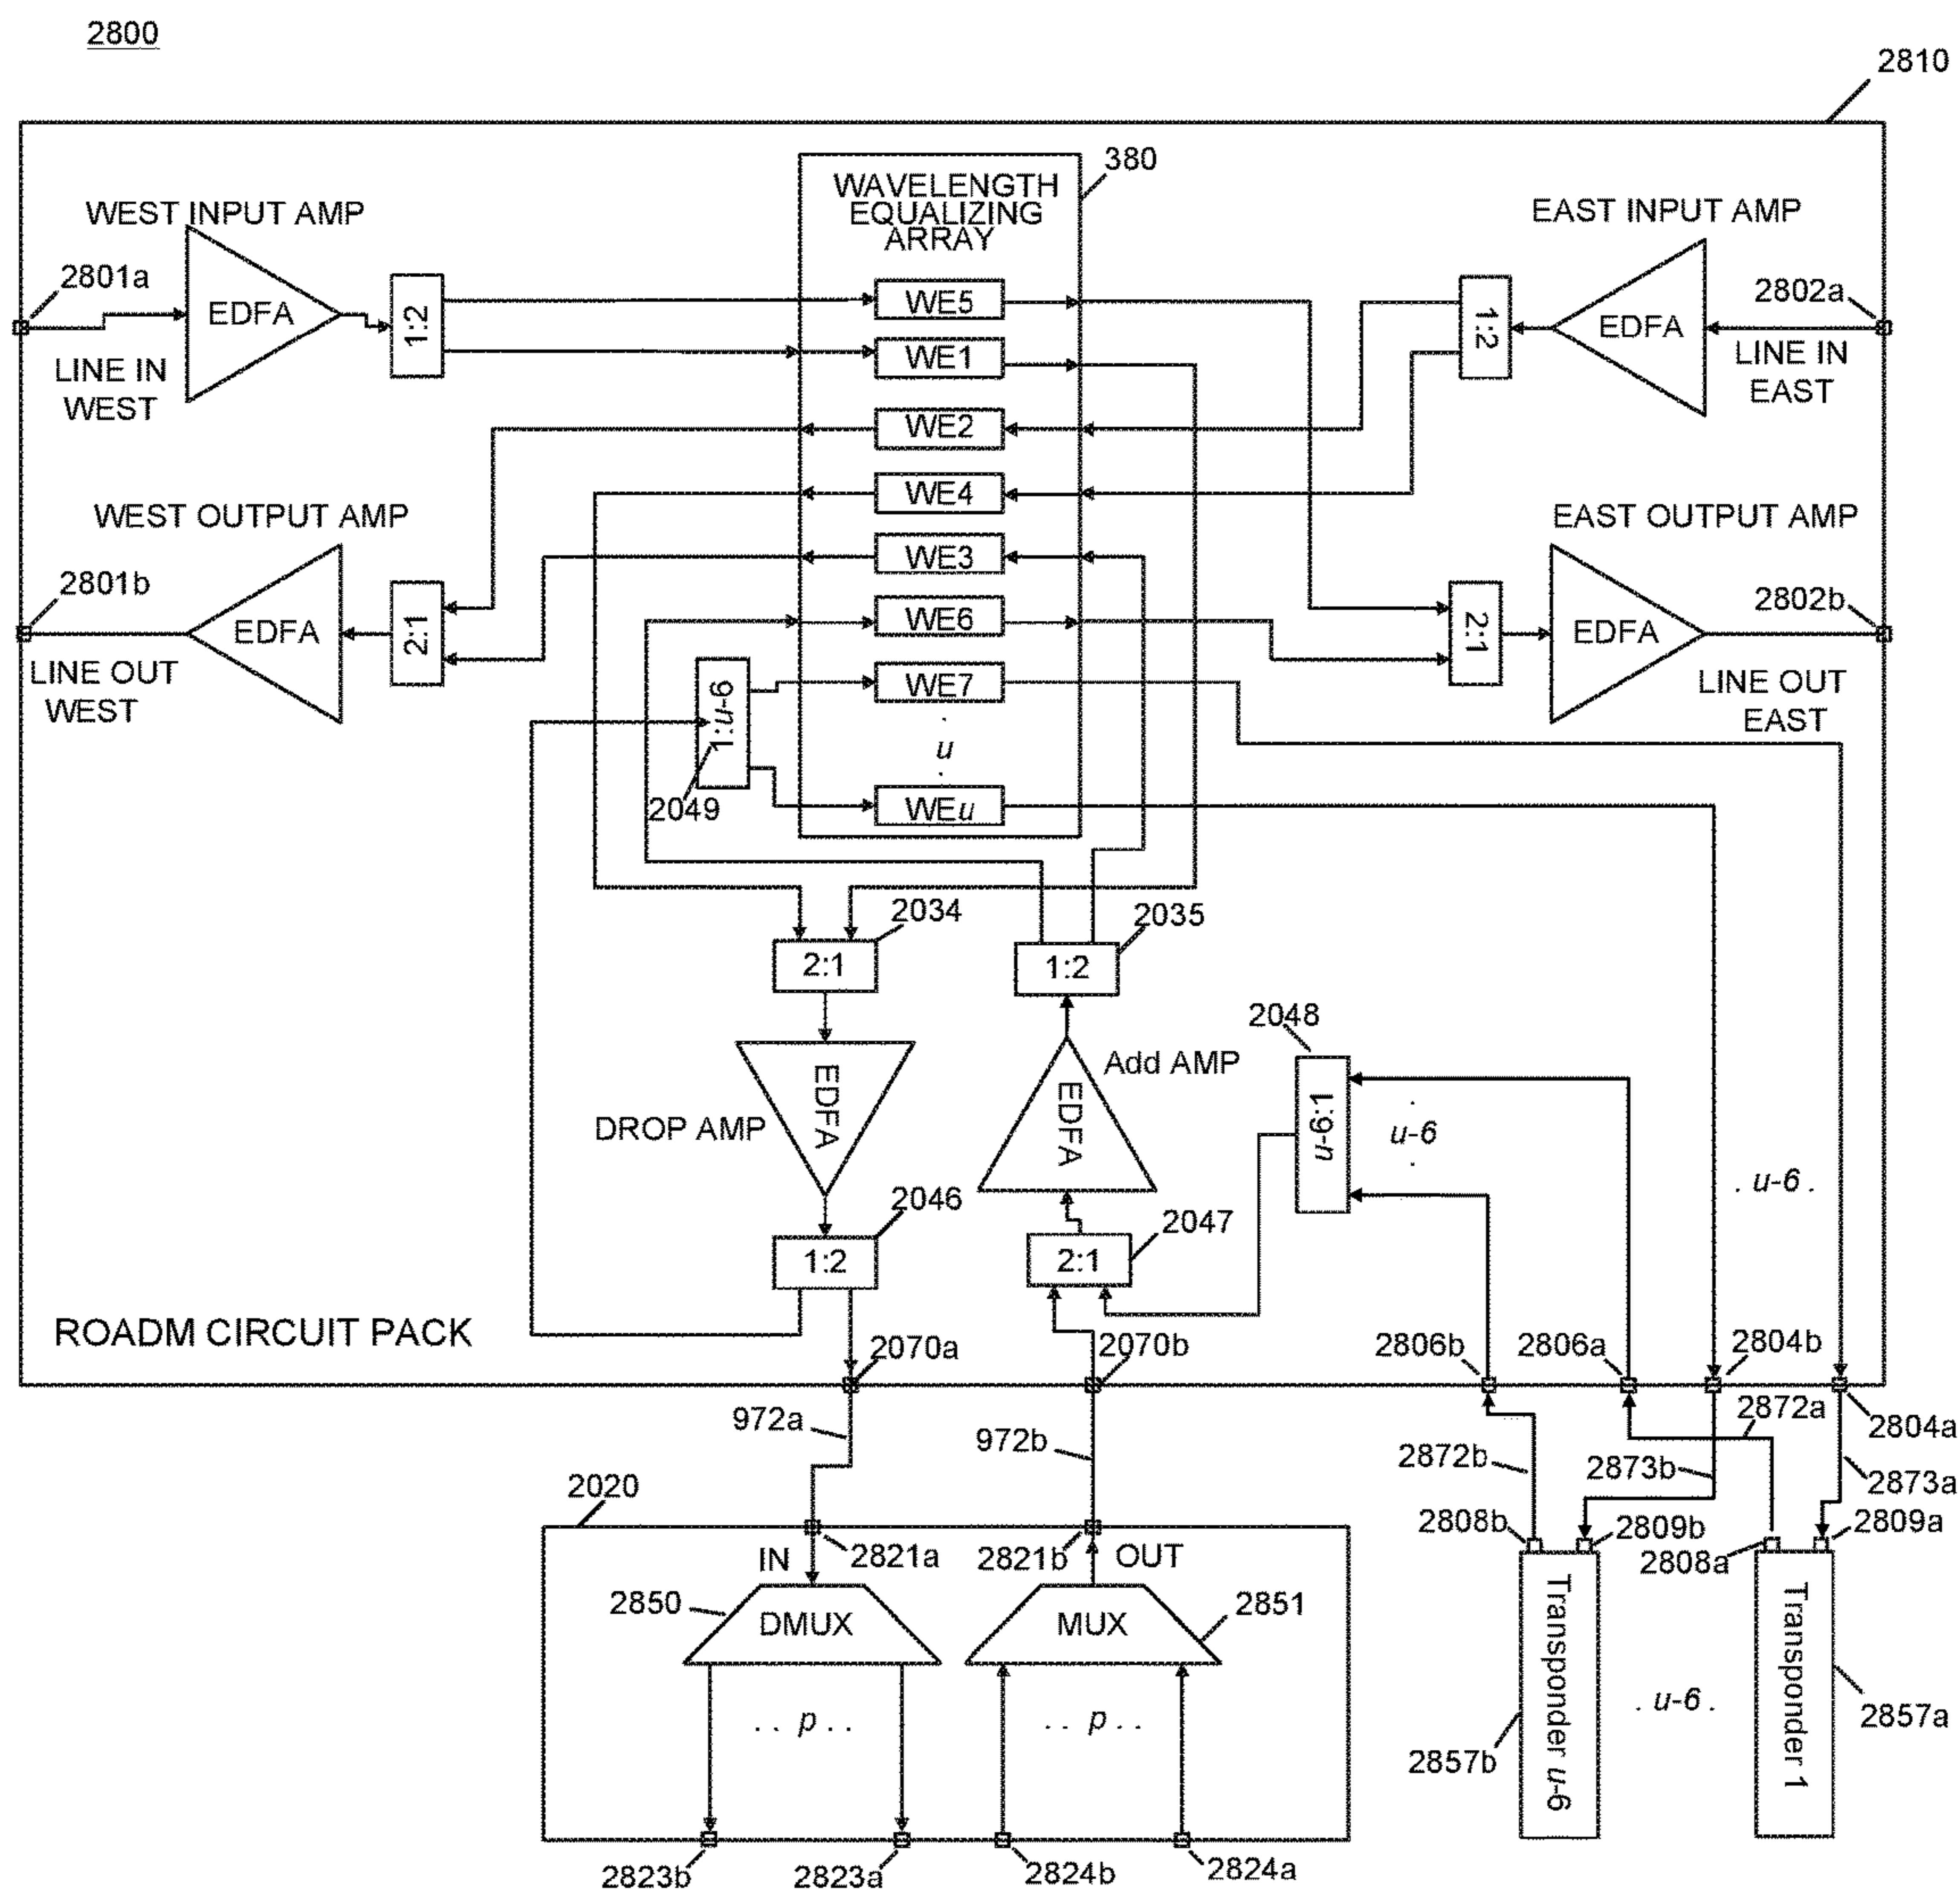 2800
2810
380
WAVELENGTH
EQUALIZING
ARRAY
WEST INPUT AMP
EAST INPUT AMP
2801a
EDFA
1:2
WE5
1:2
EDFA
2802a
LINE IN
WEST
WE1
LINE IN
EAST
WE2
WE4
WEST OUTPUT AMP
EAST OUTPUT AMP
WE3
2801b
EDFA
2:1
WE6
2:1
EDFA
2802b
LINE OUT
WEST
1:u-6
WE7
LINE OUT
EAST
u
2049
WEu
2034
2035
2:1
1:2
2048
Add AMP
EDFA
EDFA
u-6:1
u-6
DROP AMP
. u-6 .
2046
2047
1:2
2:1
ROADM CIRCUIT PACK
2070a
2070b
2806b
2806a
2804b
972a
972b
2872a
2804a
2872b
2873b
2873a
2020
2808b
2809b
2809a
IN
2821a
2821b
OUT
2808a
2850
DMUX
MUX
2851
Transponder u-6
Transponder 1
. . p . .
. . p . .
. u-6 .
2857a
2857b
2823b
2823a
2824b
2824a